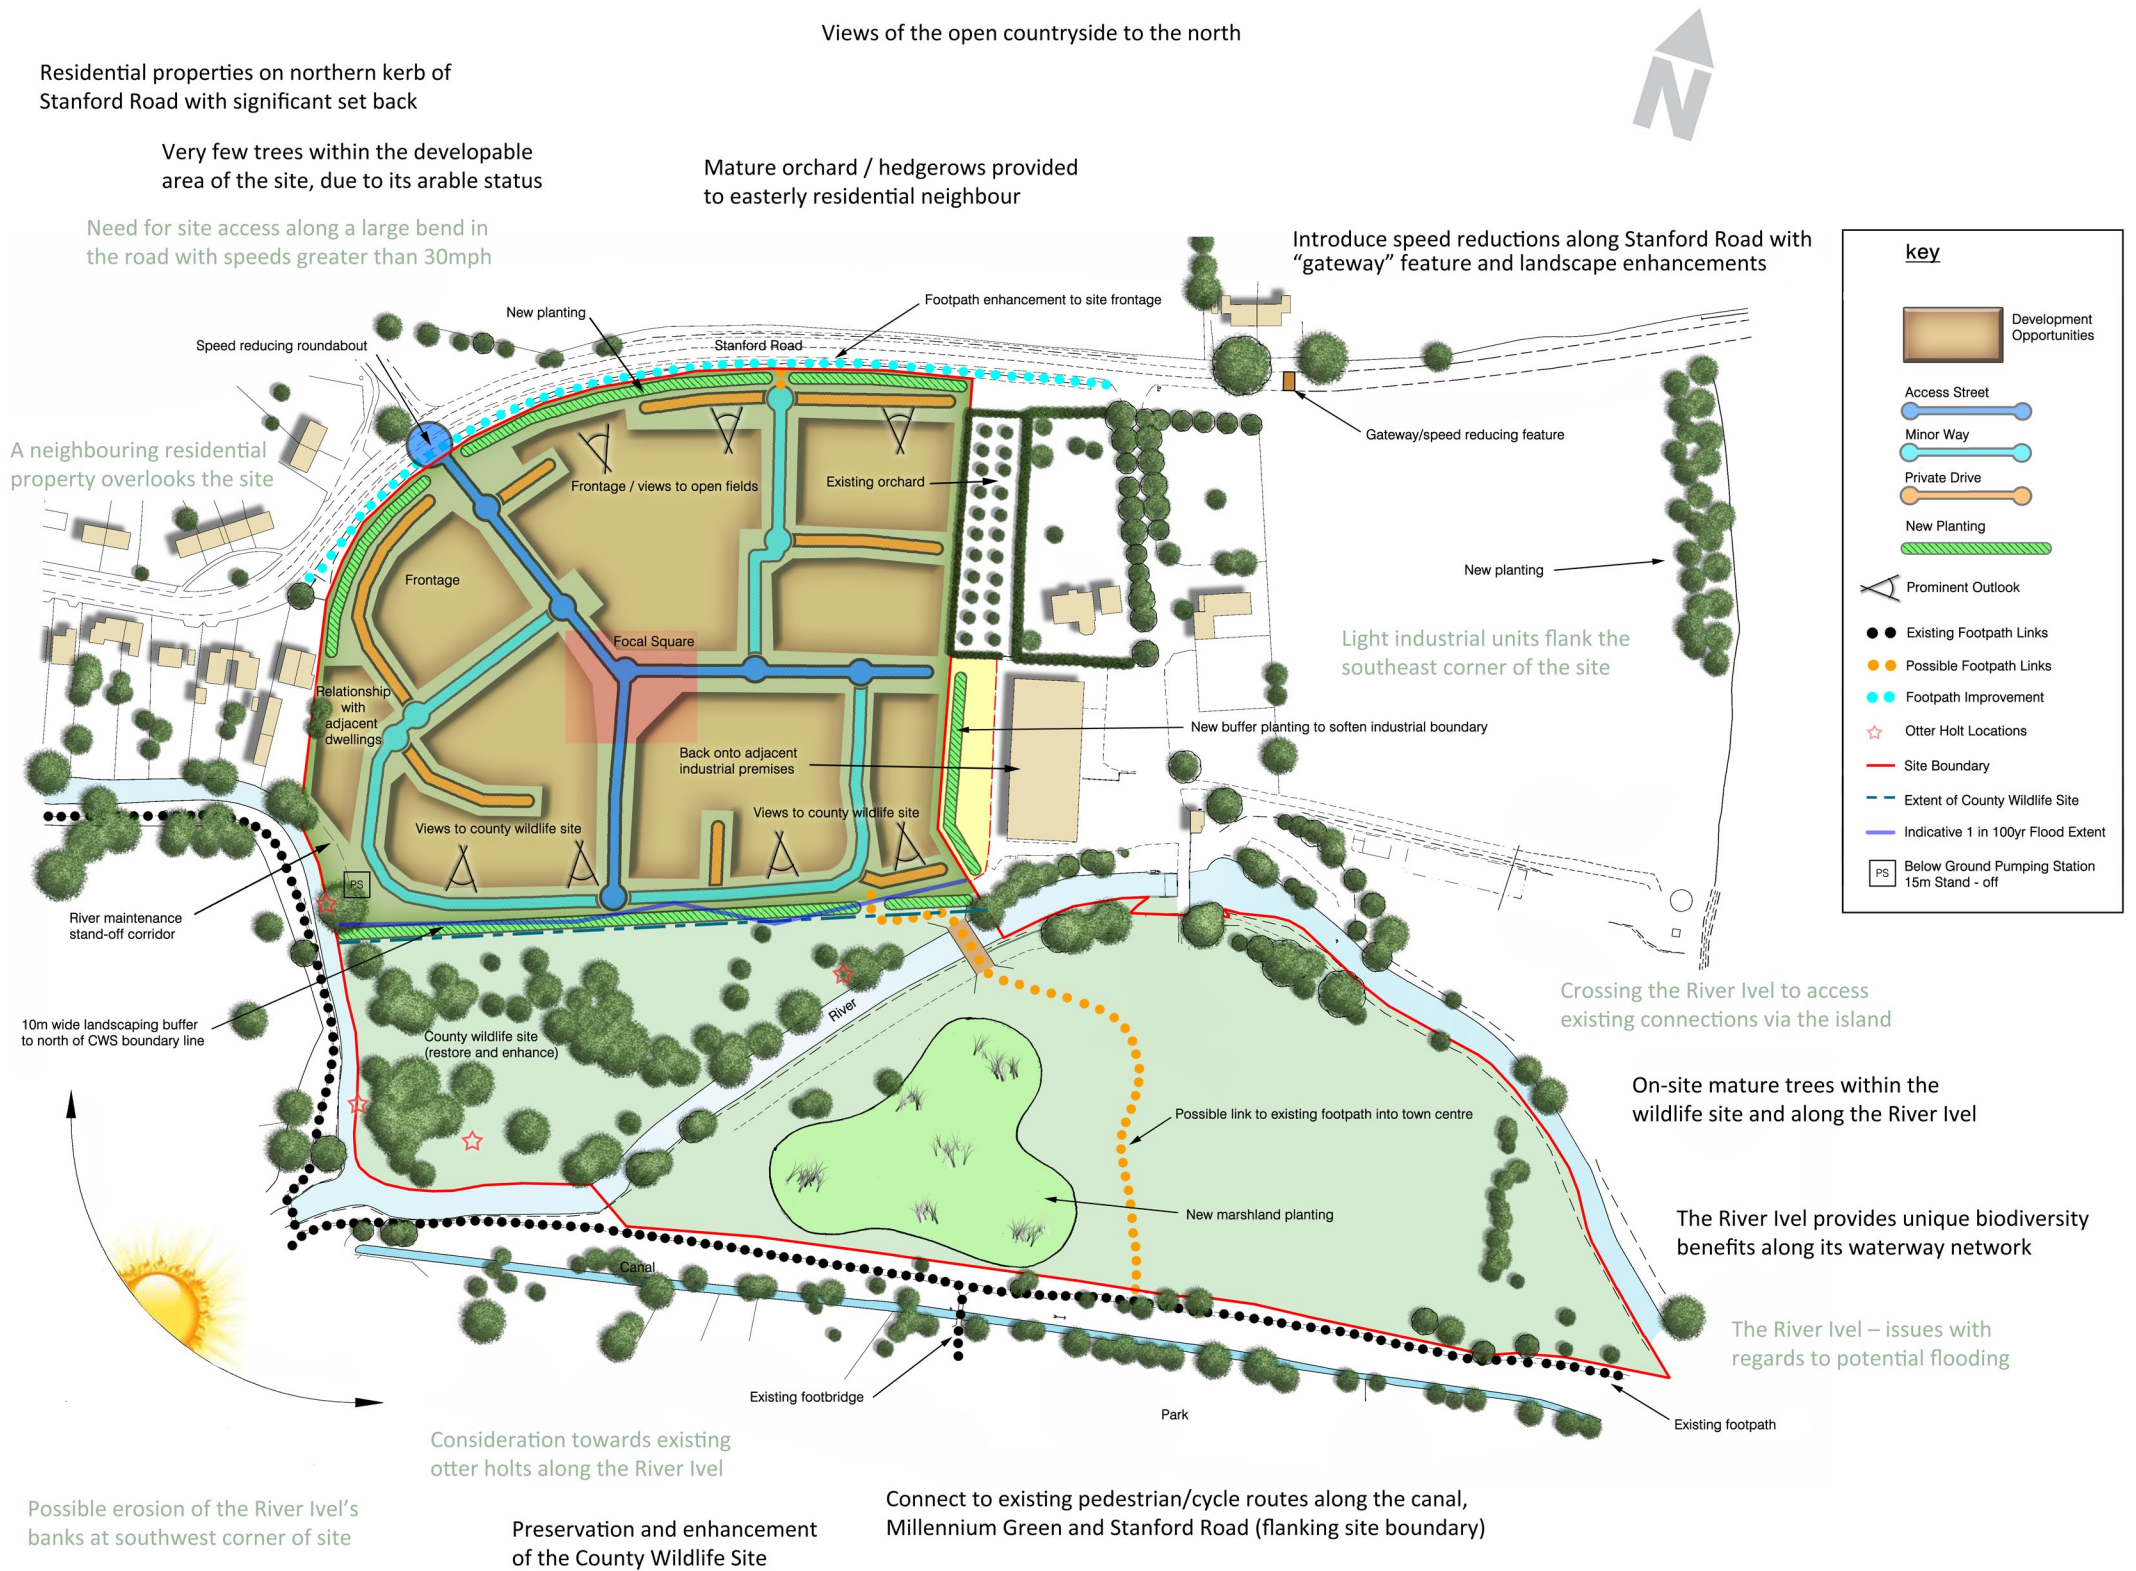 Views of the open countryside to the north
N
Residential properties on northern kerb of
Stanford Road with significant set back
Very few trees within the developable
area of the site, due to its arable status
Mature orchard / hedgerows provided
to easterly residential neighbour
Need for site access along a large bend in
the road with speeds greater than 30mph
Introduce speed reductions along Stanford Road with
“gateway” feature and landscape enhancements
Footpath enhancement to site frontage
New planting
Speed reducing roundabout
Stanford Road
Gateway/speed reducing feature
A neighbouring residential
property overlooks the site
Frontage / views to open fields
Existing orchard
Frontage
New planting
Focal Square
Light industrial units flank the
southeast corner of the site
Relationship
with
adjacent
dwellings
New buffer planting to soften industrial boundary
Back onto adjacent
industrial premises
Views to county wildlife site
Views to county wildlife site
PS
River maintenance
stand-off corridor
10m wide landscaping buffer
to north of CWS boundary line
River
County wildlife site
(restore and enhance)
Crossing the River Ivel to access
existing connections via the island
On-site mature trees within the
wildlife site and along the River Ivel
Possible link to existing footpath into town centre
New marshland planting
The River Ivel provides unique biodiversity
benefits along its waterway network
Canal
The River Ivel – issues with
regards to potential flooding
Existing footbridge
Park
Existing footpath
Consideration towards existing
otter holts along the River Ivel
Possible erosion of the River Ivel’s
banks at southwest corner of site
Preservation and enhancement
of the County Wildlife Site
Connect to existing pedestrian/cycle routes along the canal,
Millennium Green and Stanford Road (flanking site boundary)
key
Development
Opportunities
Access Street
Minor Way
Private Drive
New Planting
Prominent Outlook
Existing Footpath Links
Possible Footpath Links
Footpath Improvement
Otter Holt Locations
Site Boundary
Extent of County Wildlife Site
Indicative 1 in 100yr Flood Extent
PS
Below Ground Pumping Station
15m Stand - off